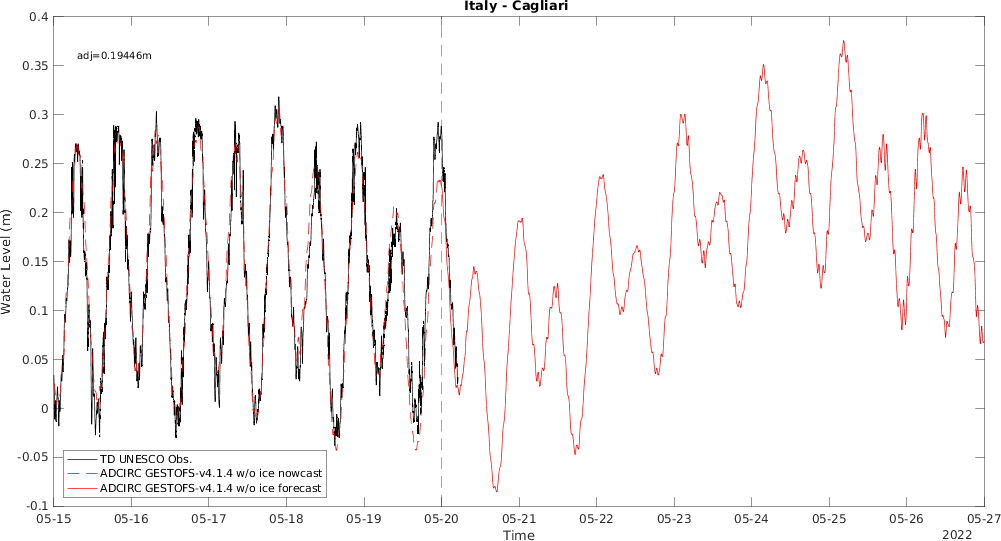 Italy - Cagliari
adj=0.19446m
0.4
0.35
0.3
0.25
0.2
0.15
0.1
0.05
0
-0.05
-0.1
Water Level (m)
TD UNESCO Obs.
ADCIRC GESTOFS-v4.1.4 w/o ice nowcast
ADCIRC GESTOFS-v4.1.4 w/o ice forecast
05-15 05-16 05-17 05-18 05-19 05-20 05-21 05-22 05-23 05-24 05-25 05-26 05-27
Time
2022